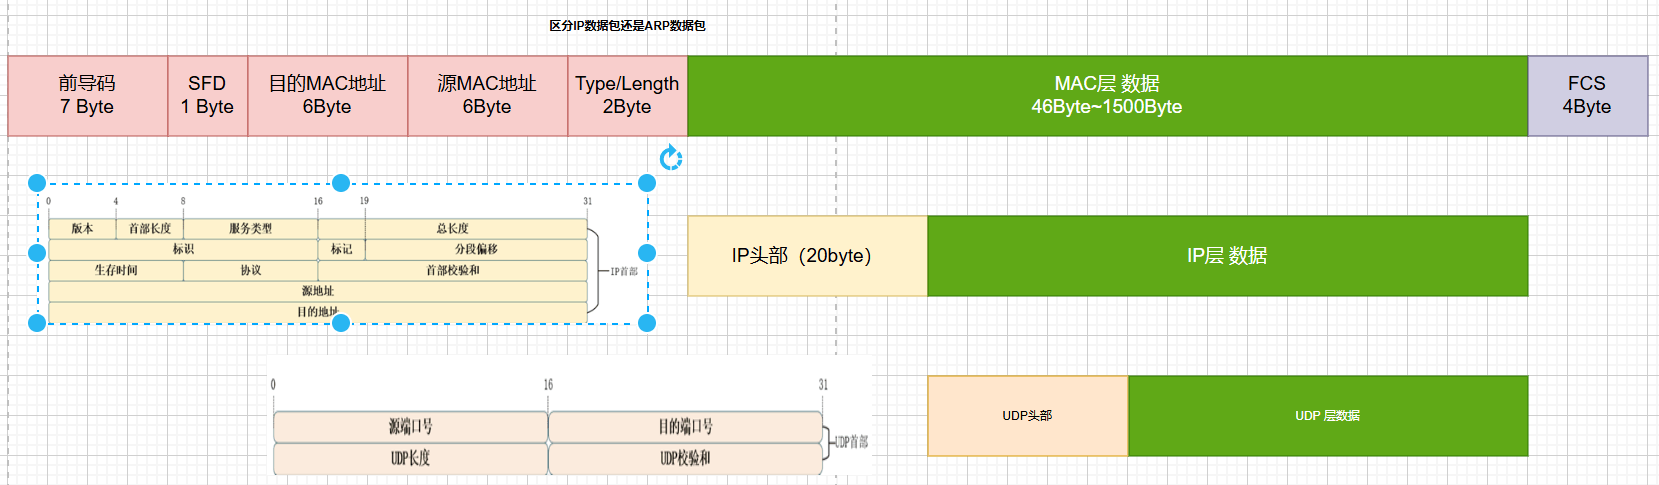 区分IP数据包还是ARP数据包
前导码
7 Byte
SFD
1 Byte
目的MAC地址
6Byte
源MAC地址
6Byte
Type/Length
2Byte
MAC层 数据
46Byte~1500Byte
FCS
4Byte
0 4 8 16 19 31
版本 首部长度 服务类型 总长度
标识 标记 分段偏移
生存时间 协议 首部校验和
源地址
目的地址
IP首部
IP头部（20byte）
IP层 数据
0 16 31
源端口号 目的端口号
UDP长度 UDP校验和
UDP首部
UDP头部
UDP 层数据